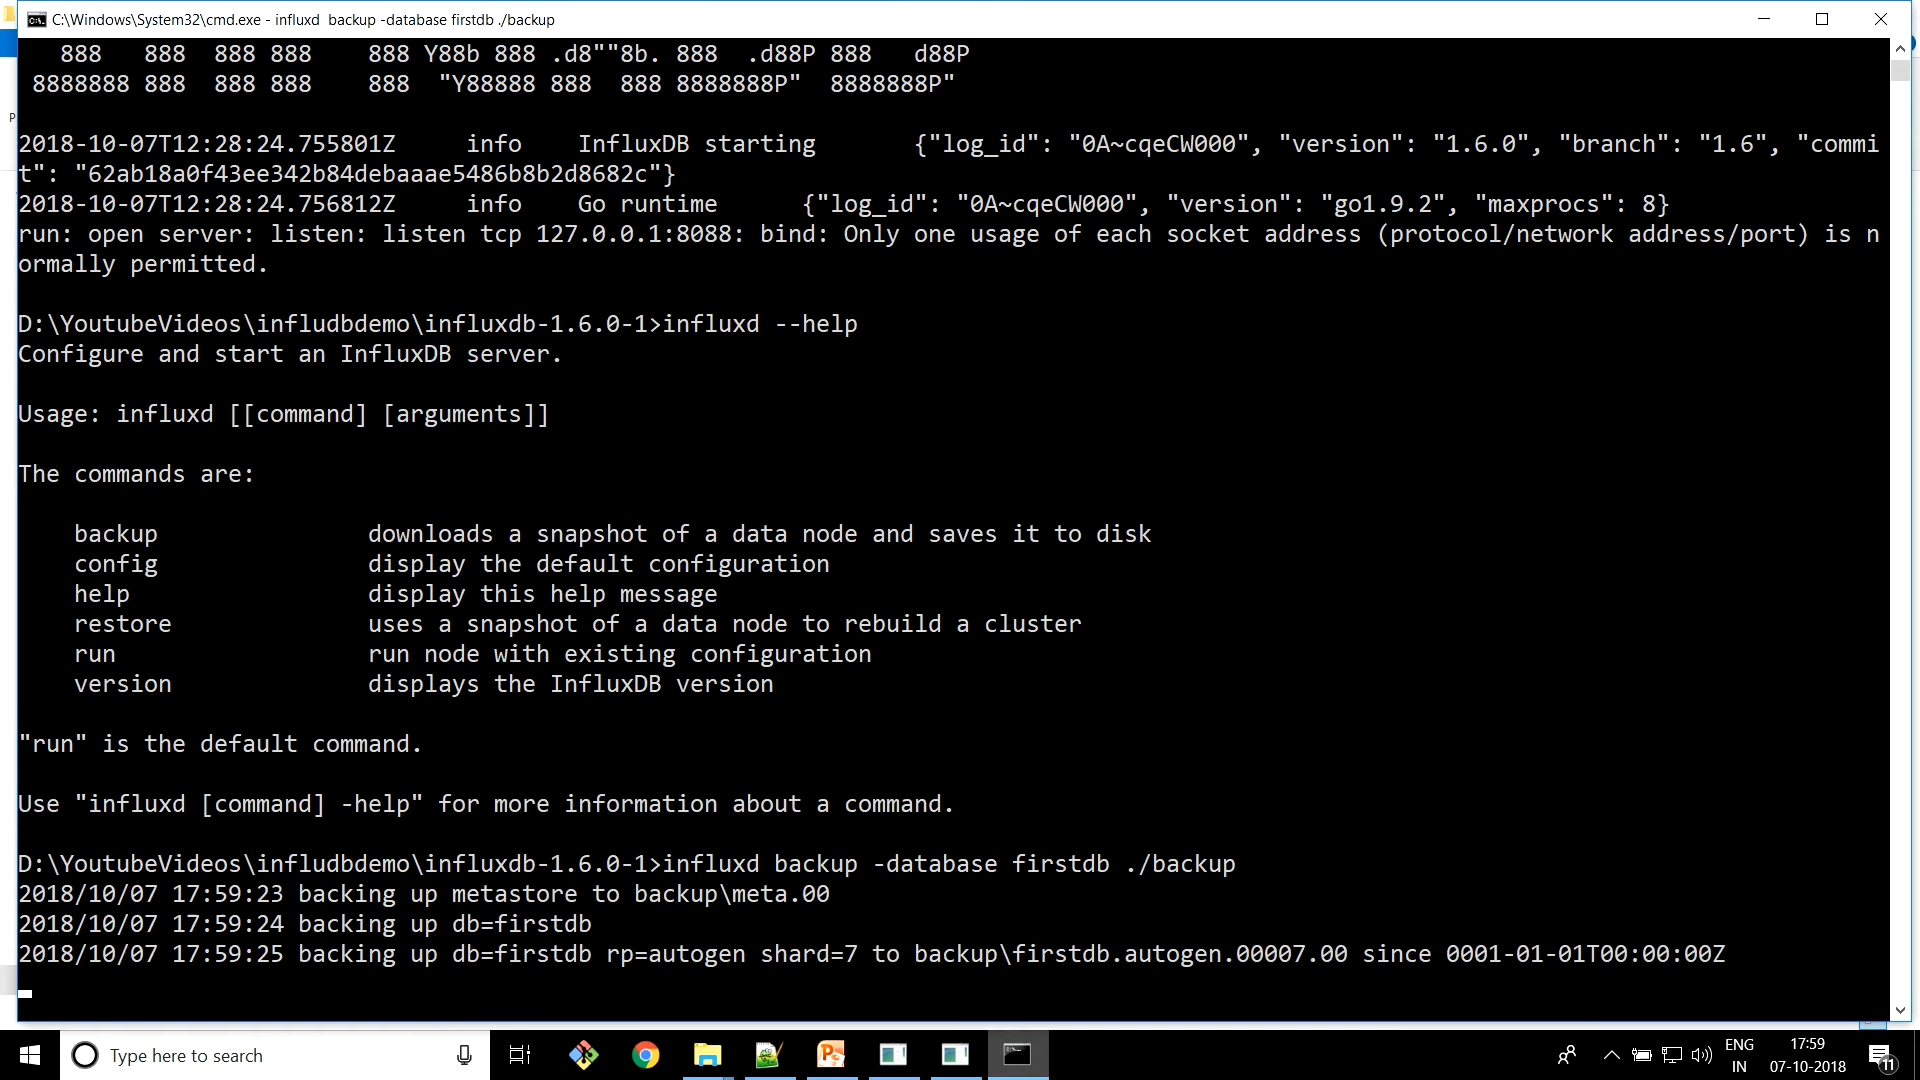 C:\Windows\System32\cmd.exe - influxd  backup -database firstdb ./backup
888   888  888 888    888 Y88b 888 .d8""8b. 888  .d88P 888   d88P
8888888 888  888 888    888  "Y88888 888  888 8888888P"  8888888P"
2018-10-07T12:28:24.755801Z     info    InfluxDB starting       {"log_id": "0A~cqeCW000", "version": "1.6.0", "branch": "1.6", "commi
t": "62ab18a0f43ee342b84debaaae5486b8b2d8682c"}
2018-10-07T12:28:24.756812Z     info    Go runtime      {"log_id": "0A~cqeCW000", "version": "go1.9.2", "maxprocs": 8}
run: open server: listen: listen tcp 127.0.0.1:8088: bind: Only one usage of each socket address (protocol/network address/port) is n
ormally permitted.
D:\YoutubeVideos\infludbdemo\influxdb-1.6.0-1>influxd --help
Configure and start an InfluxDB server.
Usage: influxd [[command] [arguments]]
The commands are:
backup               downloads a snapshot of a data node and saves it to disk
config               display the default configuration
help                 display this help message
restore              uses a snapshot of a data node to rebuild a cluster
run                  run node with existing configuration
version              displays the InfluxDB version
"run" is the default command.
Use "influxd [command] -help" for more information about a command.
D:\YoutubeVideos\infludbdemo\influxdb-1.6.0-1>influxd backup -database firstdb ./backup
2018/10/07 17:59:23 backing up metastore to backup\meta.00
2018/10/07 17:59:24 backing up db=firstdb
2018/10/07 17:59:25 backing up db=firstdb rp=autogen shard=7 to backup\firstdb.autogen.00007.00 since 0001-01-01T00:00:00Z
Type here to search
ENG
IN
17:59
07-10-2018
11